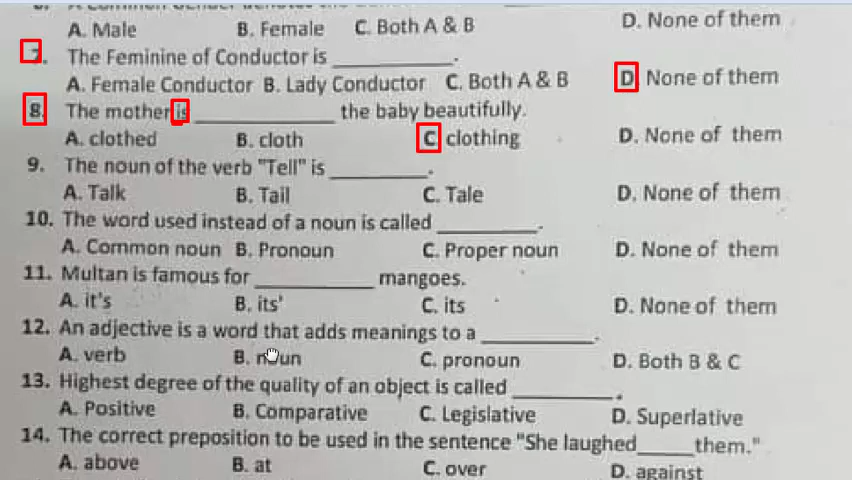 A. Male B. Female C. Both A & B D. None of them
7. The Feminine of Conductor is ____________.
A. Female Conductor B. Lady Conductor C. Both A & B D. None of them
8. The mother is ____________ the baby beautifully.
A. clothed B. cloth C. clothing D. None of them
9. The noun of the verb "Tell" is _________.
A. Talk B. Tail C. Tale D. None of them
10. The word used instead of a noun is called _________.
A. Common noun B. Pronoun C. Proper noun D. None of them
11. Multan is famous for ___________ mangoes.
A. it's B. its' C. its D. None of them
12. An adjective is a word that adds meanings to a __________.
A. verb B. noun C. pronoun D. Both B & C
13. Highest degree of the quality of an object is called _________.
A. Positive B. Comparative C. Legislative D. Superlative
14. The correct preposition to be used in the sentence "She laughed_____them."
A. above B. at C. over D. against